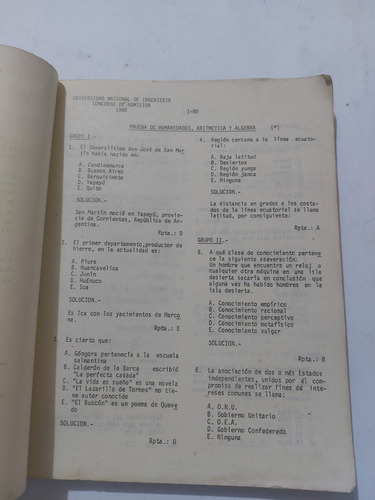 UNIVERSIDAD NACIONAL DE INGENIERIA
CONCURSO DE ADMISION
1980
1-80
PRUEBA DE HUMANIDADES, ARITMETICA Y ALGEBRA (*)
GRUPO I.-
1. El Generalísimo don José de San Mar
tín había nacido en:
A. Cundinamarca
B. Buenos Aires
C. Barquisimeto
D. Yapeyú
E. Quito
SOLUCION.-
San Martín nació en Yapeyú, provin-
cia de Corrientes, República de Ar-
gentina.
Rpta.: D
2. El primer departamento,productor de
hierro, en la actualidad es:
A. Piura
B. Huancavelica
C. Junín
D. Huánuco
E. Ica
SOLUCION.-
Es Ica con los yacimientos de Marco
na.
Rpta.: E
3. Es cierto que:
A. Góngora pertenecía a la escuela
salmantina
B. Calderón de la Barca escribió
"La perfecta casada"
C. "La vida es sueño" es una novela
D. "El Lazarillo de Tormes" no tie-
ne autor conocido
E. "El Buscón" es un poema de Queve
do
SOLUCION.-
Rpta.: D
4. Región cercana a la línea ecuato-
rial:
A. Baja latitud
B. Desiertos
C. Región yunga
D. Región janca
E. Ninguna
SOLUCION.-
La distancia en grados a los costa-
dos de la línea ecuatorial se llama
latitud, por consiguiente:
Rpta.: A
GRUPO II.-
5. A qué clase de conocimiento pertene
ce la siguiente aseveración:
Un hombre que encuentre un reloj o
cualquier otra máquina en una isla
desierta sacaría en conclusión que
alguna vez ha habido hombres en la
isla desierta.
A. Conocimiento empírico
B. Conocimiento racional
C. Conocimiento perceptivo
D. Conocimiento metafísico
E. Conocimiento vulgar
SOLUCION.-
Rpta.: B
6. La asociación de dos o más Estados
independientes, unidos por el com-
promiso de realizar fines de inte-
reses comunes se llama:
A. O.N.U.
B. Gobierno Unitario
C. O.E.A.
D. Gobierno Confederado
E. Ninguna
SOLUCION.-